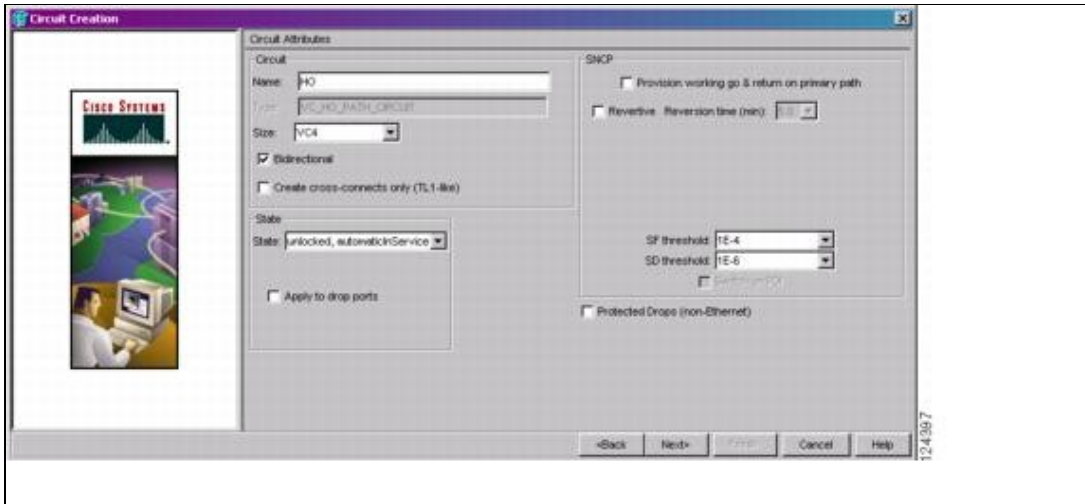 Circuit Creation
CISCO SYSTEMS
Circuit Attributes
Circuit
Name: HO
Type: VC_HO_PATH_CIRCUIT
Size: VC4
Bidirectional
Create cross-connects only (TL1-like)
State
State: unlocked, automaticInService
Apply to drop ports
SNCP
Provision working go & return on primary path
Revertive Reversion time (min):
SF threshold: 1E-4
SD threshold: 1E-6
Protected Drops (non-Ethernet)
<Back Next> Cancel Help
124397